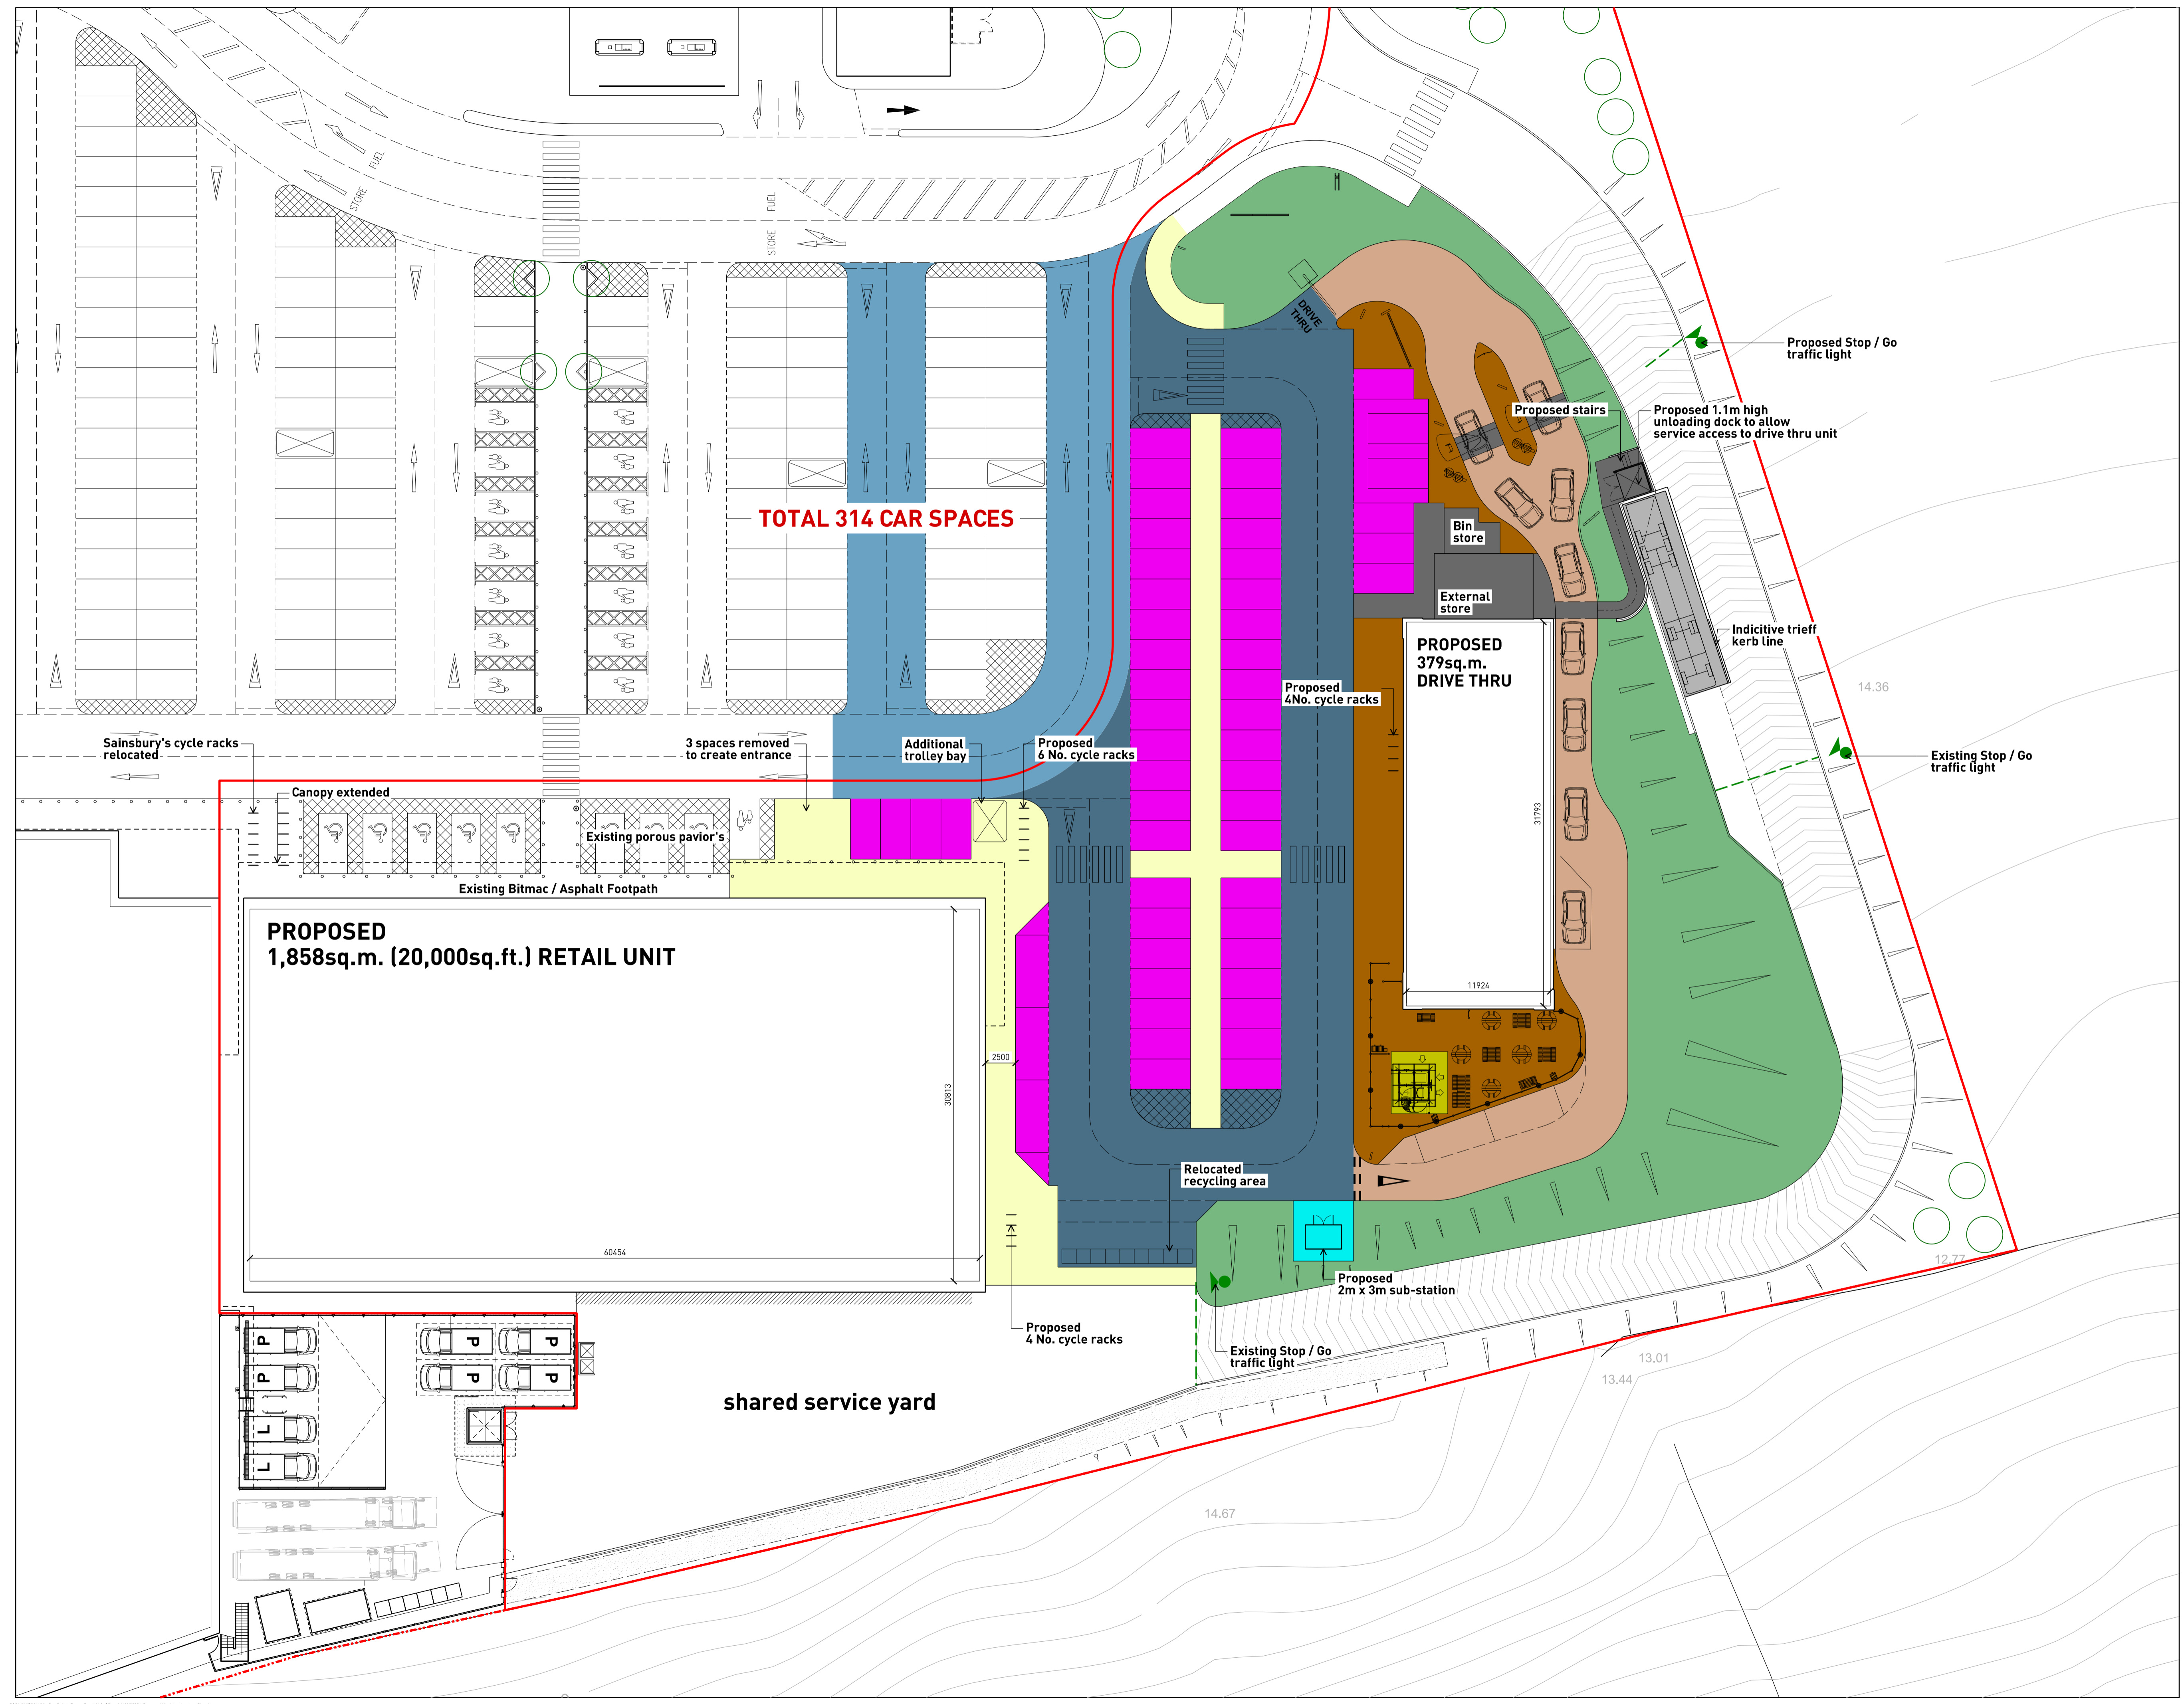 FUEL
STORE
FUEL
STORE
DRIVE
THRU
Proposed Stop / Go
traffic light
Proposed stairs
Proposed 1.1m high
unloading dock to allow
service access to drive thru unit
TOTAL 314 CAR SPACES
Bin
store
External
store
Indicitive trieff
kerb line
PROPOSED
379sq.m.
DRIVE THRU
Proposed
4No. cycle racks
14.36
Sainsbury's cycle racks
relocated
3 spaces removed
to create entrance
Additional
trolley bay
Proposed
6 No. cycle racks
Existing Stop / Go
traffic light
Canopy extended
31793
Existing porous pavior's
Existing Bitmac / Asphalt Footpath
PROPOSED
1,858sq.m. (20,000sq.ft.) RETAIL UNIT
11924
2500
30813
Relocated
recycling area
60454
12.77
Proposed
2m x 3m sub-station
Proposed
4 No. cycle racks
Existing Stop / Go
traffic light
13.01
13.44
P
P
P
P
P
P
L
L
shared service yard
14.67